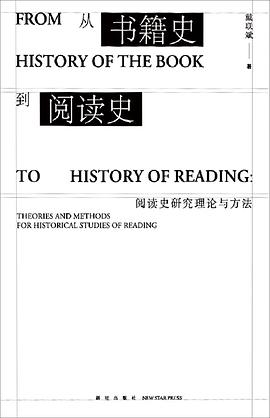 FROM 从 书籍史
HISTORY OF THE BOOK
到 阅读史
TO HISTORY OF READING:
阅读史研究理论与方法
THEORIES AND METHODS
FOR HISTORICAL STUDIES OF READING
戴联斌 著
新星出版社 NEW STAR PRESS